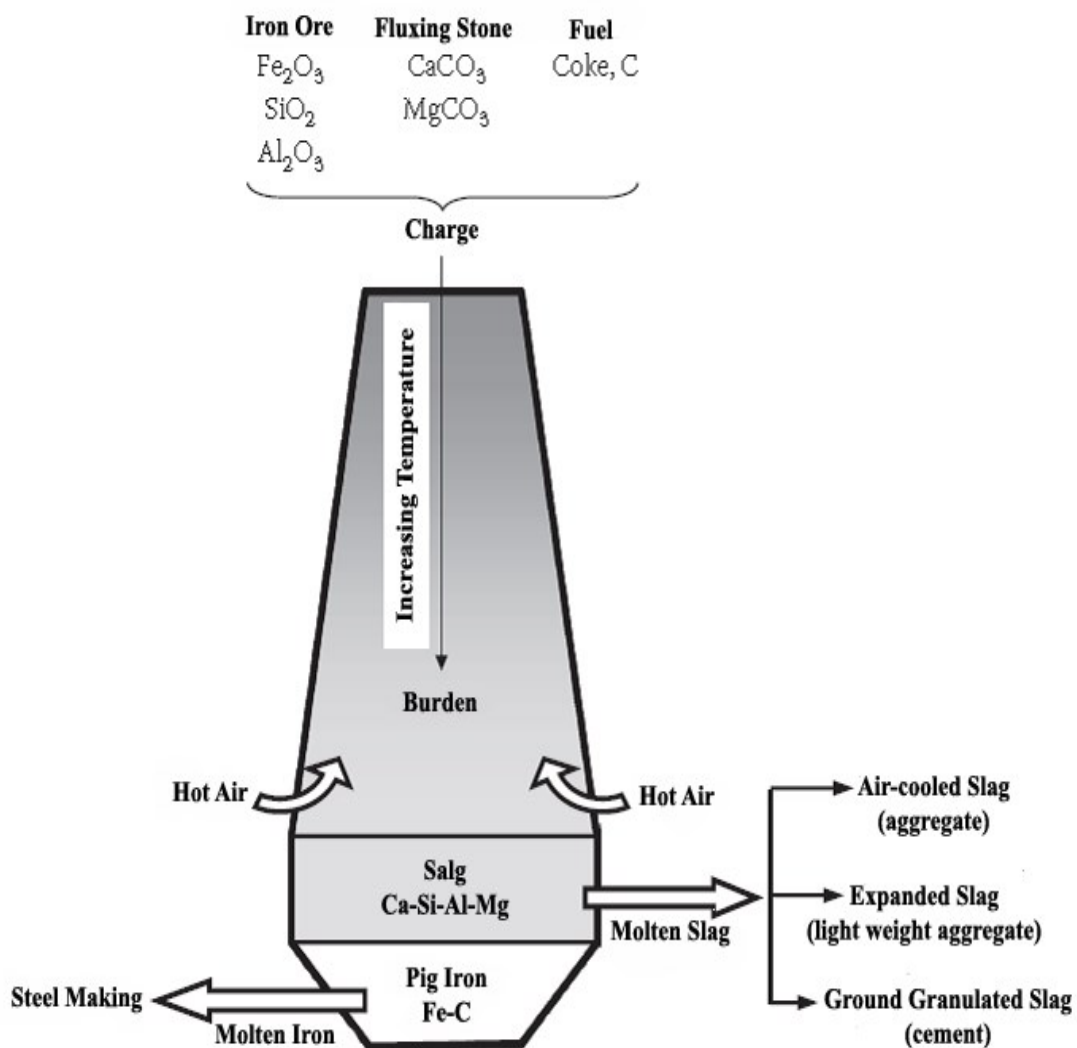 Iron Ore
Fe₂O₃
SiO₂
Al₂O₃
Fluxing Stone
CaCO₃
MgCO₃
Fuel
Coke, C
Charge
Increasing Temperature
Burden
Hot Air
Hot Air
Salg
Ca-Si-Al-Mg
Molten Slag
Air-cooled Slag
(aggregate)
Expanded Slag
(light weight aggregate)
Ground Granulated Slag
(cement)
Pig Iron
Fe-C
Molten Iron
Steel Making